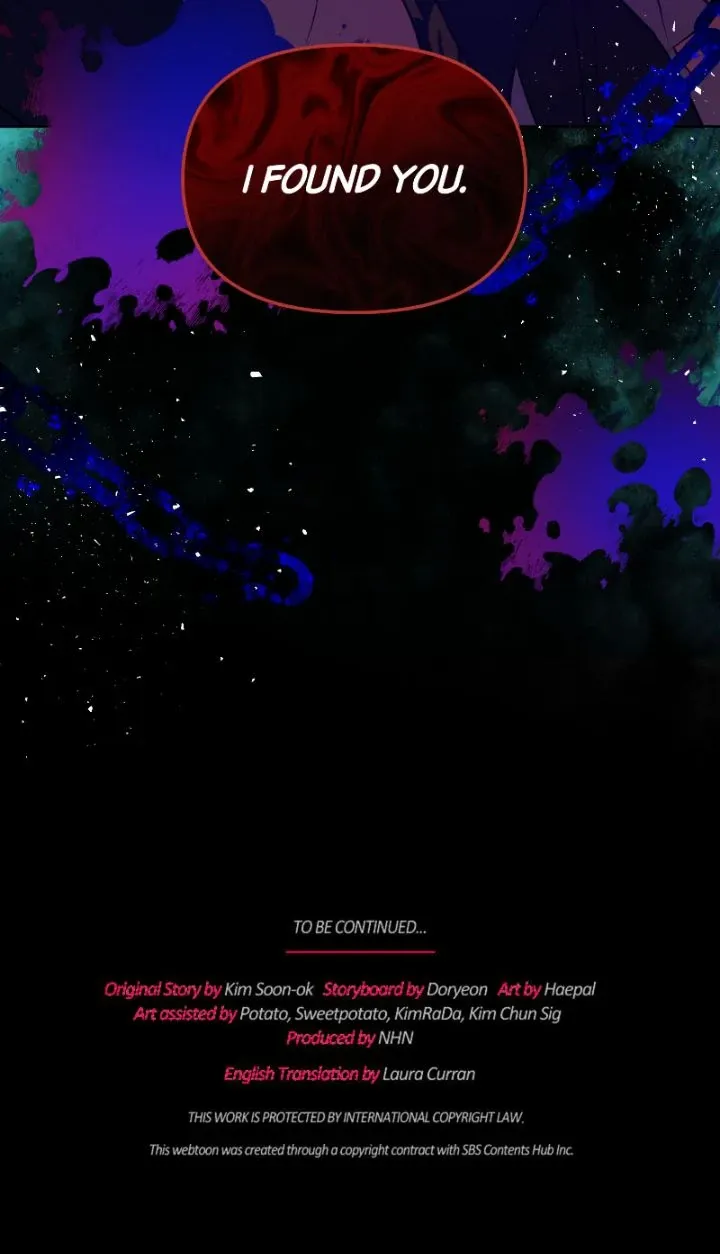 I FOUND YOU.
TO BE CONTINUED...
Original Story by Kim Soon-ok Storyboard by Doryeon Art by Haepal
Art assisted by Potato, Sweetpotato, KimRaDa, Kim Chun Sig
Produced by NHN
English Translation by Laura Curran
THIS WORK IS PROTECTED BY INTERNATIONAL COPYRIGHT LAW.
This webtoon was created through a copyright contract with SBS Contents Hub Inc.